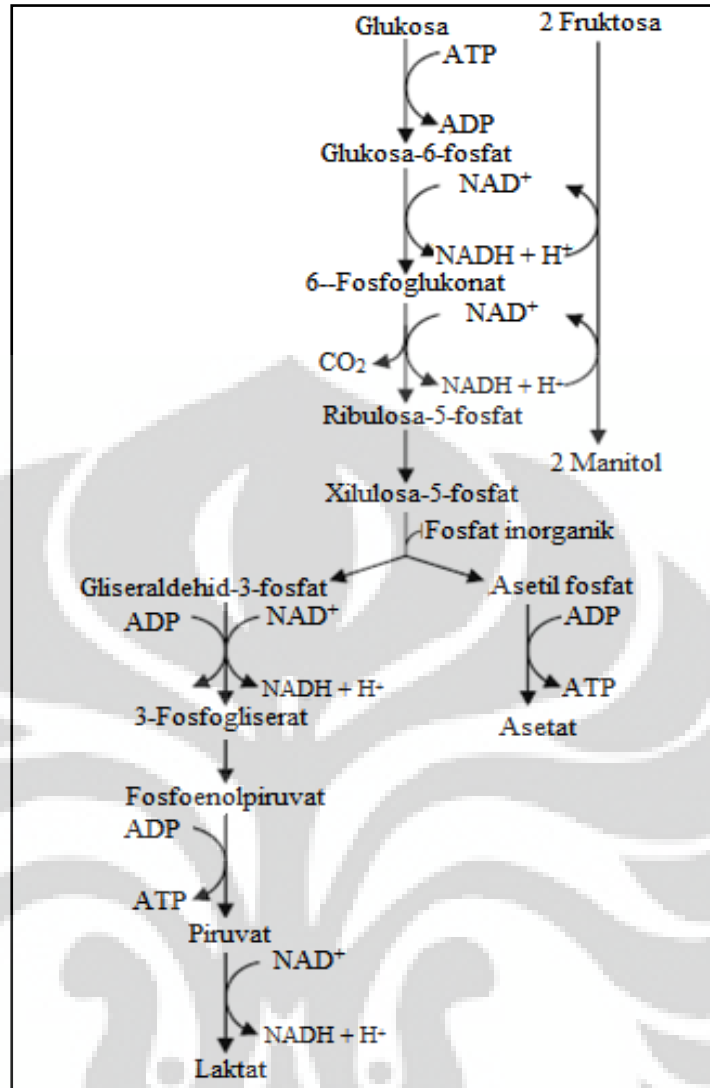 Glukosa 2 Fruktosa
ATP
ADP
Glukosa-6-fosfat
NAD⁺
NADH + H⁺
6--Fosfoglukonat
NAD⁺
CO₂
NADH + H⁺
Ribulosa-5-fosfat
2 Manitol
Xilulosa-5-fosfat
Fosfat inorganik
Gliseraldehid-3-fosfat Asetil fosfat
ADP NAD⁺ ADP
NADH + H⁺ ATP
3-Fosfogliserat Asetat
Fosfoenolpiruvat
ADP
ATP
Piruvat
NAD⁺
NADH + H⁺
Laktat